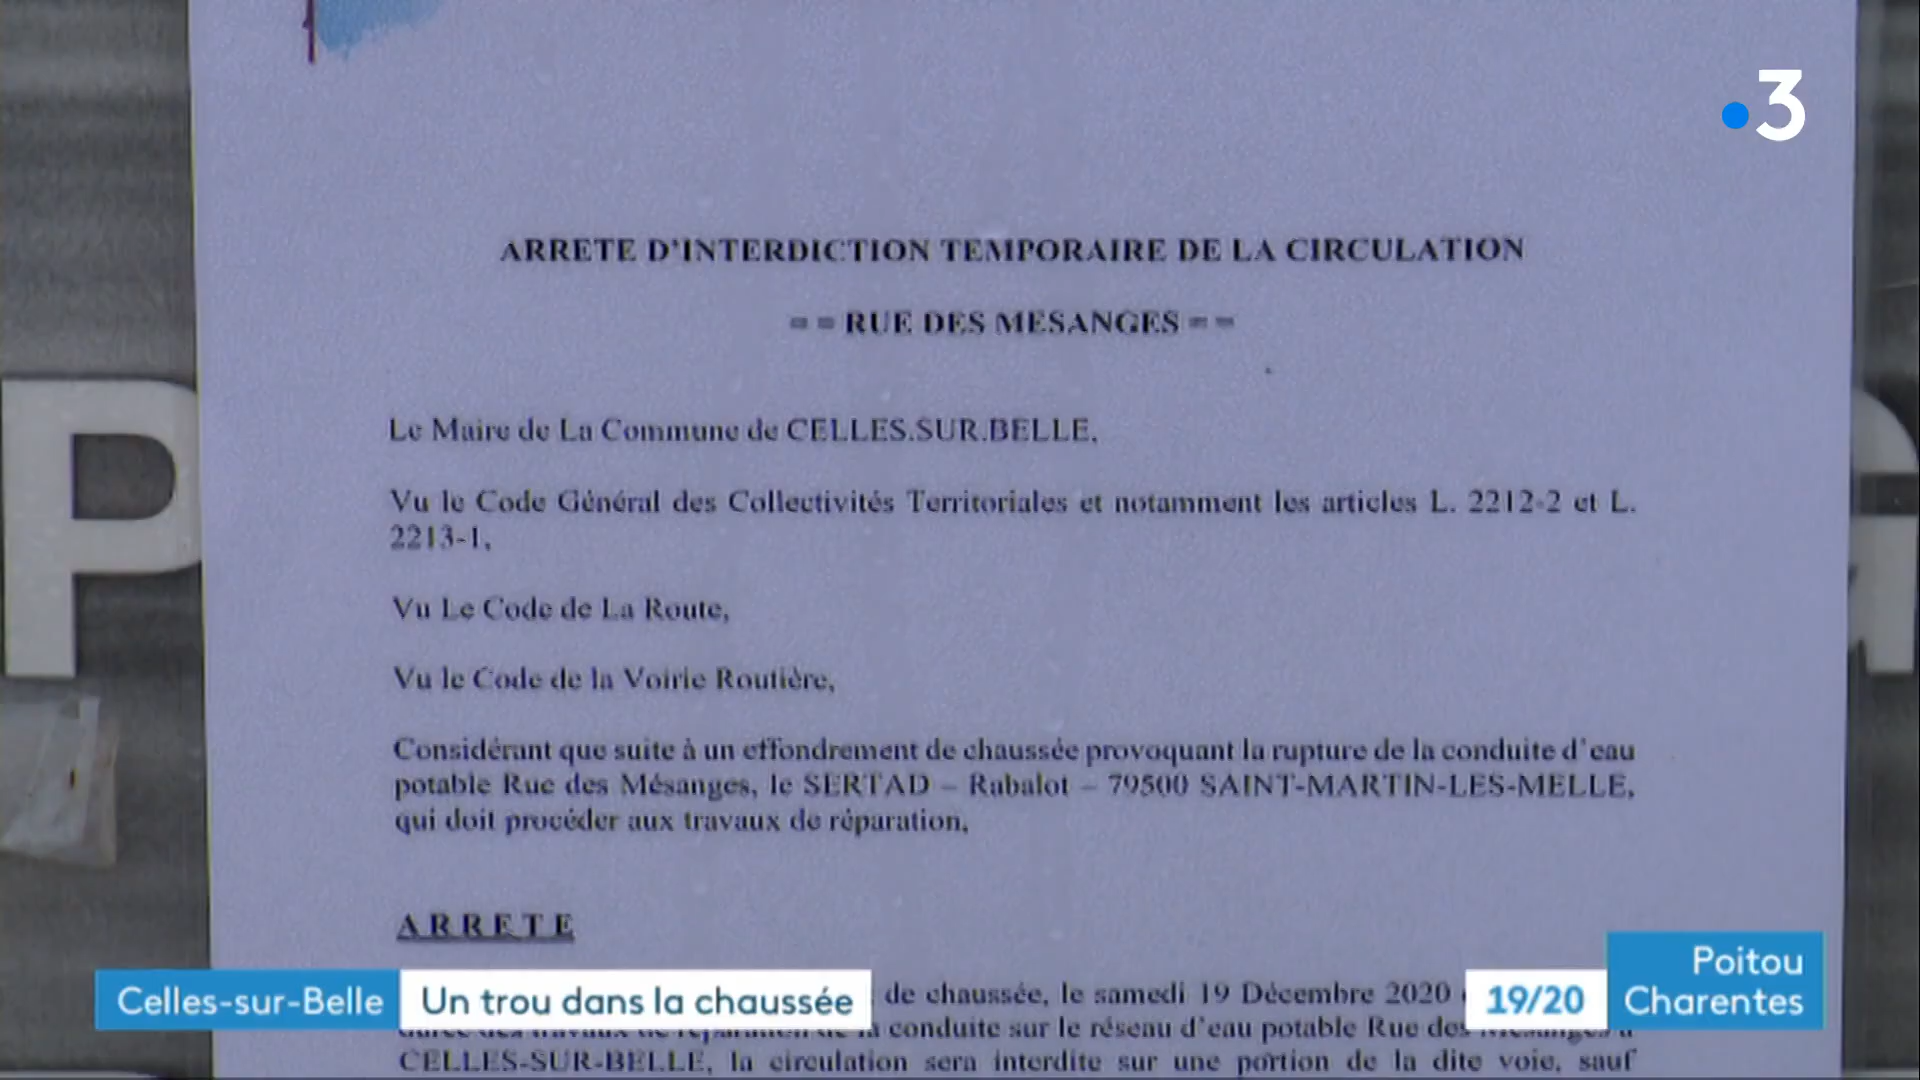 3
ARRETE D'INTERDICTION TEMPORAIRE DE LA CIRCULATION
= = RUE DES MESANGES = =
Le Maire de La Commune de CELLES.SUR.BELLE,
Vu le Code Général des Collectivités Territoriales et notamment les articles L. 2212-2 et L.
2213-1,
Vu Le Code de La Route,
Vu le Code de la Voirie Routière,
Considérant que suite à un effondrement de chaussée provoquant la rupture de la conduite d'eau
potable Rue des Mésanges, le SERTAD – Rabalot – 79500 SAINT-MARTIN-LES-MELLE,
qui doit procéder aux travaux de réparation,
A R R E T E
de chaussée, le samedi 19 Décembre 2020
conduite sur le réseau d'eau potable Rue des Mésanges à
CELLES-SUR-BELLE, la circulation sera interdite sur une portion de la dite voie, sauf
P
Celles-sur-Belle
Un trou dans la chaussée
19/20
Poitou
Charentes